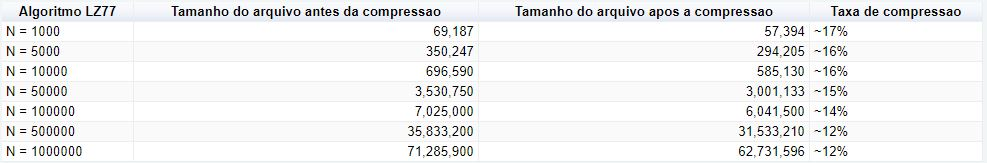 Algoritmo LZ77 Tamanho do arquivo antes da compressao Tamanho do arquivo apos a compressao Taxa de compressao
N = 1000 69,187 57,394 ~17%
N = 5000 350,247 294,205 ~16%
N = 10000 696,590 585,130 ~16%
N = 50000 3,530,750 3,001,133 ~15%
N = 100000 7,025,000 6,041,500 ~14%
N = 500000 35,833,200 31,533,210 ~12%
N = 1000000 71,285,900 62,731,596 ~12%